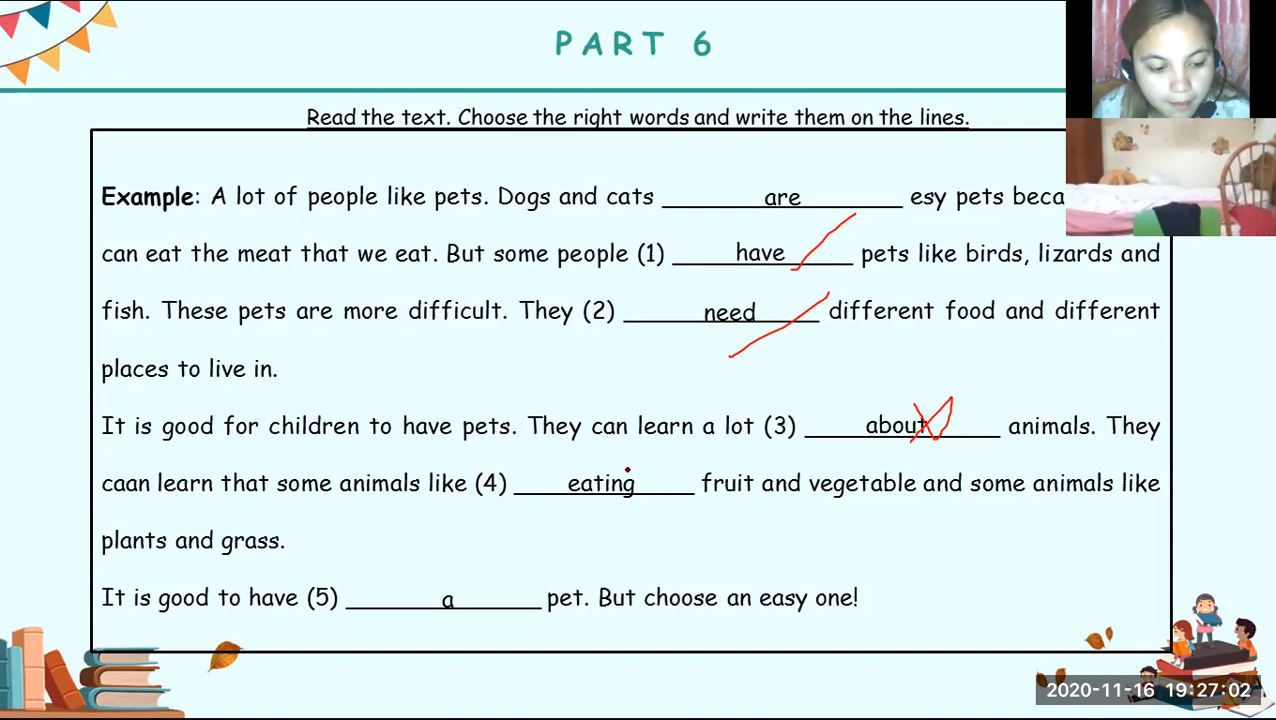 PART 6
Read the text. Choose the right words and write them on the lines.
Example: A lot of people like pets. Dogs and cats are esy pets
can eat the meat that we eat. But some people (1) have pets like birds, lizards and
fish. These pets are more difficult. They (2) need different food and different
places to live in.
It is good for children to have pets. They can learn a lot (3) about animals. They
caan learn that some animals like (4) eating fruit and vegetable and some animals like
plants and grass.
It is good to have (5) a pet. But choose an easy one!
2020-11-16 19:27:02